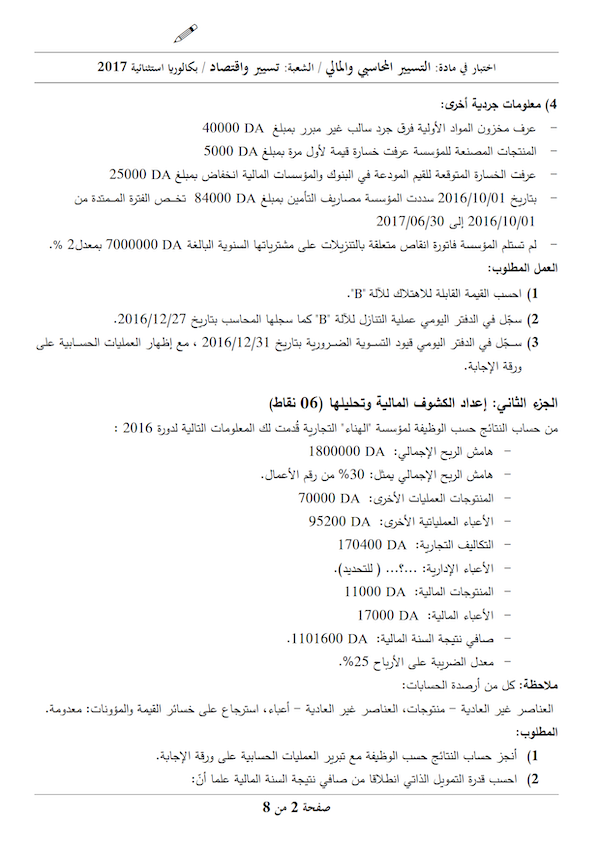 اختبار في مادة: التسيير المحاسبي والمالي / الشعبة: تسيير واقتصاد / بكالوريا استثنائية 2017
4) معلومات جردية أخرى:
- عرف مخزون المواد الأولية فرق جرد سالب غير مبرر بمبلغ 40000 DA
- المنتجات المصنعة للمؤسسة عرفت خسارة قيمة لأول مرة بمبلغ 5000 DA
- عرفت الخسارة المتوقعة للقيم المودعة في البنوك والمؤسسات المالية انخفاض بمبلغ 25000 DA
- بتاريخ 2016/10/01 سددت المؤسسة مصاريف التأمين بمبلغ 84000 DA تخص الفترة الممتدة من
2016/10/01 إلى 2017/06/30
- لم تستلم المؤسسة فاتورة انقاص متعلقة بالتنزيلات على مشترياتها السنوية البالغة 7000000 DA بمعدل2 %.
العمل المطلوب:
1) احسب القيمة القابلة للاهتلاك للآلة "B".
2) سجّل في الدفتر اليومي عملية التنازل للآلة "B" كما سجلها المحاسب بتاريخ 2016/12/27.
3) سجّل في الدفتر اليومي قيود التسوية الضرورية بتاريخ 2016/12/31 ، مع إظهار العمليات الحسابية على
ورقة الإجابة.
الجزء الثاني: إعداد الكشوف المالية وتحليلها (06 نقاط)
من حساب النتائج حسب الوظيفة لمؤسسة "الهناء" التجارية قُدمت لك المعلومات التالية لدورة 2016 :
- هامش الربح الإجمالي: 1800000 DA
- هامش الربح الإجمالي يمثل: 30% من رقم الأعمال.
- المنتوجات العمليات الأخرى: 70000 DA
- الأعباء العملياتية الأخرى: 95200 DA
- التكاليف التجارية: 170400 DA
- الأعباء الإدارية: ...؟... ( للتحديد).
- المنتوجات المالية: 11000 DA
- الأعباء المالية: 17000 DA
- صافي نتيجة السنة المالية: 1101600 DA.
- معدل الضريبة على الأرباح 25%.
ملاحظة: كل من أرصدة الحسابات:
العناصر غير العادية – منتوجات، العناصر غير العادية – أعباء، استرجاع على خسائر القيمة والمؤونات: معدومة.
المطلوب:
1) أنجز حساب النتائج حسب الوظيفة مع تبرير العمليات الحسابية على ورقة الإجابة.
2) احسب قدرة التمويل الذاتي انطلاقا من صافي نتيجة السنة المالية علما أنّ:
صفحة 2 من 8